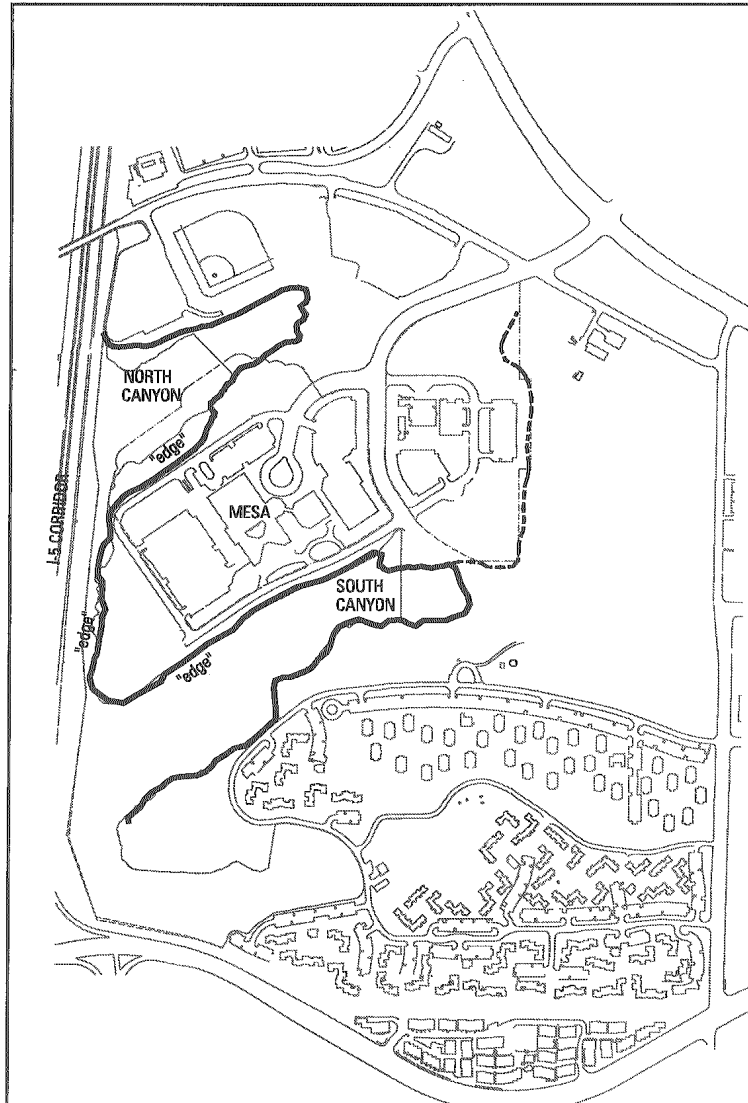 NORTH
CANYON
"edge"
I-5 CORRIDOR
MESA
SOUTH
CANYON
"edge"
"edge"